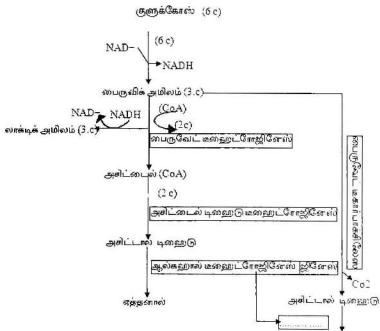 குளுக்கோஸ் (6 c)
(6 c)
NAD–
NADH
பைருவிக் அமிலம் (3.c)
NAD–
NADH
(CoA)
(2c)
லாக்டிக் அமிலம் (3.c)
பைருவேட் டீஹைட்ரோஜினேஸ்
பைருவேட் டீகார்பாக்சிலேஸ்
அசிட்டைல் (CoA)
(2 c)
அசிட்டைல் டிஹைடு டீஹைட்ரோஜினேஸ்
அசிட்டால் டிஹைடு
ஆல்கஹால் டீஹைட்ரோஜினேஸ் ஜினேஸ்
Co2
எத்தனால்
அசிட்டால் டிஹைடு
................